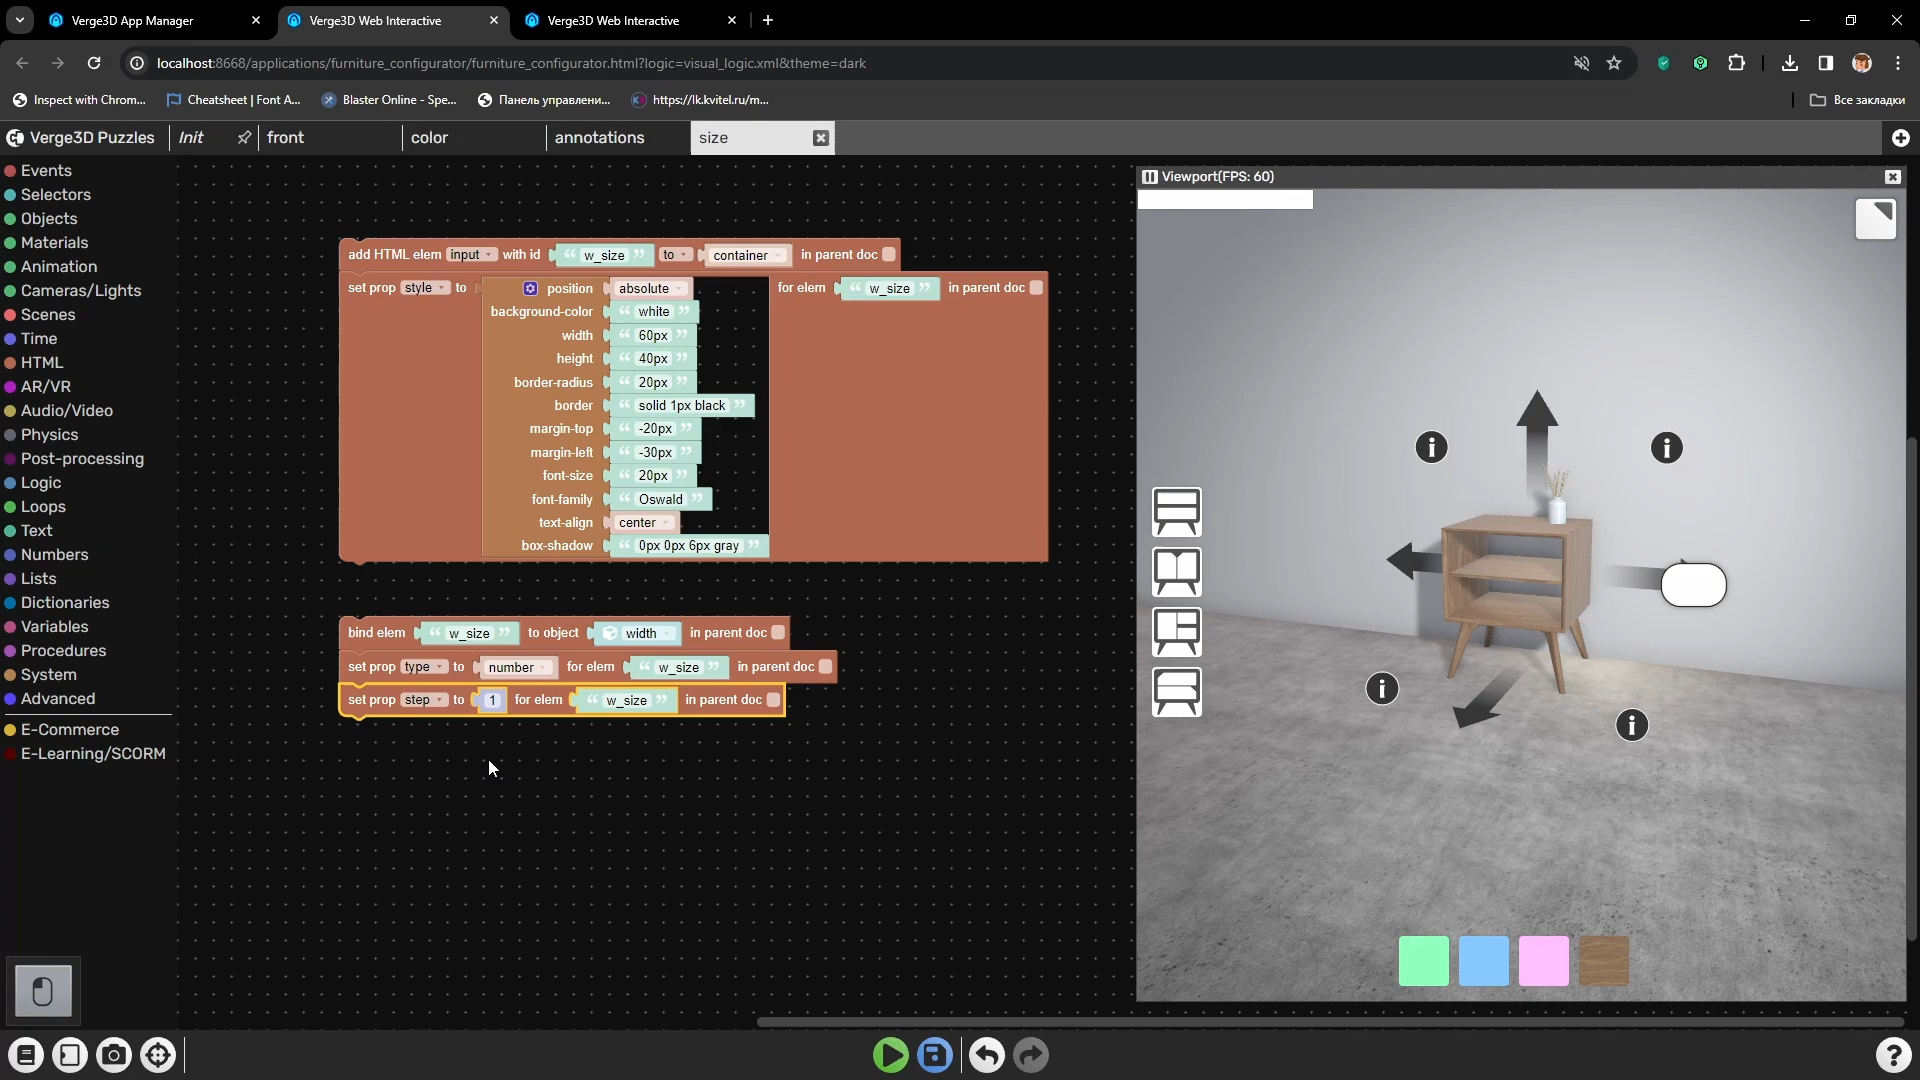 Verge3D App Manager
Verge3D Web Interactive
Verge3D Web Interactive
localhost:8668/applications/furniture_configurator/furniture_configurator.html?logic=visual_logic.xml&theme=dark
Inspect with Chrom...
Cheatsheet | Font A...
Blaster Online - Spe...
Панель управлени...
https://lk.kvitel.ru/m...
Все закладки
Verge3D Puzzles
Init
front
color
annotations
size
Events
Selectors
Objects
Materials
Animation
Cameras/Lights
Scenes
Time
HTML
AR/VR
Audio/Video
Physics
Post-processing
Logic
Loops
Text
Numbers
Lists
Dictionaries
Variables
Procedures
System
Advanced
E-Commerce
E-Learning/SCORM
add HTML elem input with id “ w_size ” to container in parent doc
set prop style to position absolute for elem “ w_size ” in parent doc
background-color “ white ”
width “ 60px ”
height “ 40px ”
border-radius “ 20px ”
border “ solid 1px black ”
margin-top “ -20px ”
margin-left “ -30px ”
font-size “ 20px ”
font-family “ Oswald ”
text-align center
box-shadow “ 0px 0px 6px gray ”
bind elem “ w_size ” to object width in parent doc
set prop type to number for elem “ w_size ” in parent doc
set prop step to 1 for elem “ w_size ” in parent doc
Viewport(FPS: 60)
i
i
i
i
?